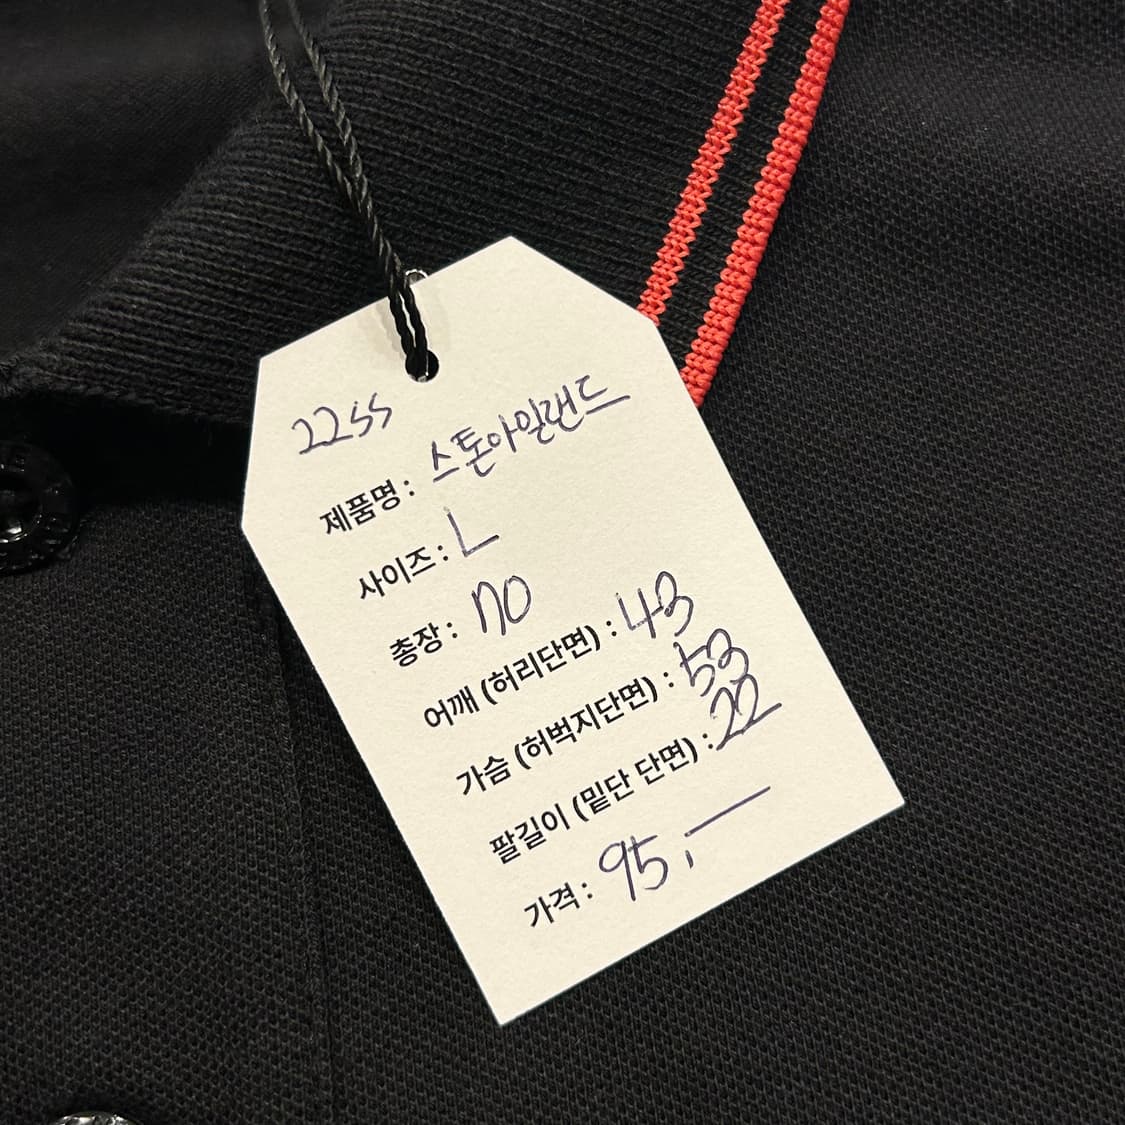 22SS
제품명 : 스톤아일랜드
사이즈 : L
총장 : 70
어깨 (허리단면) : 43
가슴 (허벅지단면) : 53
팔길이 (밑단 단면) : 22
가격 : 95,—